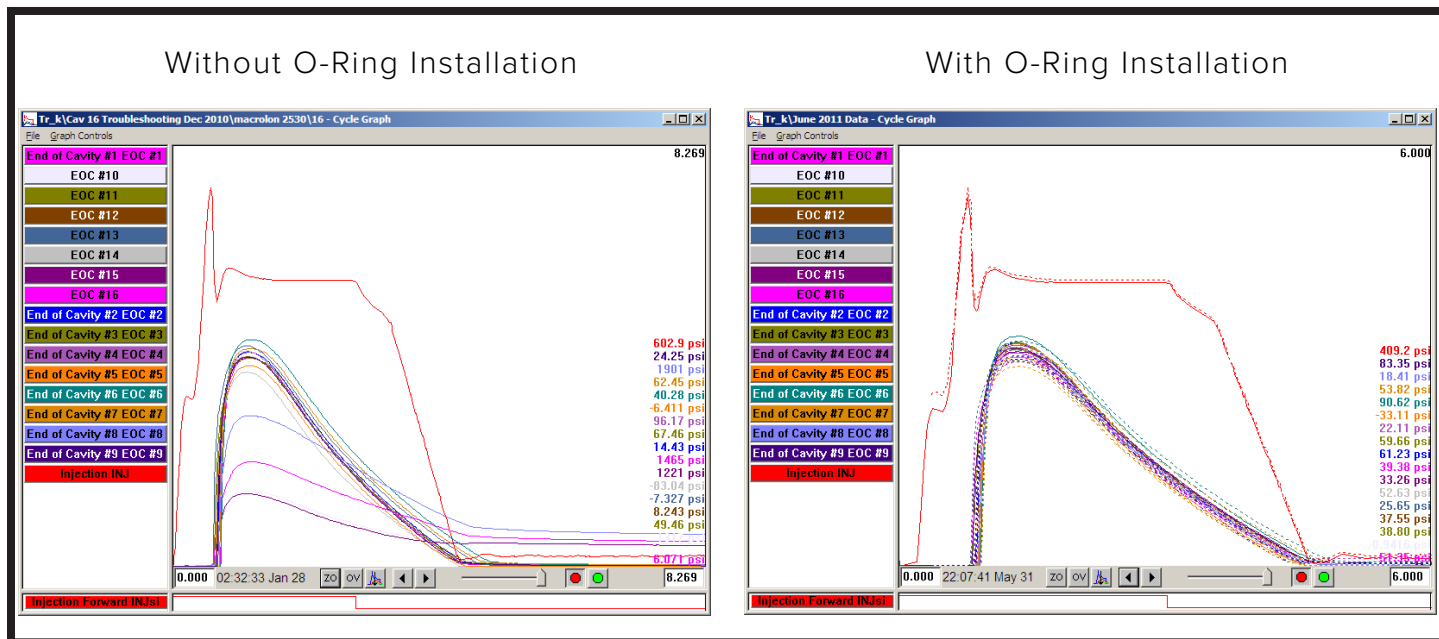 Without O-Ring Installation
Tr_k\Cav 16 Troubleshooting Dec 2010\macrolon 2530\16 - Cycle Graph
File Graph Controls
End of Cavity #1 EOC #1
EOC #10
EOC #11
EOC #12
EOC #13
EOC #14
EOC #15
EOC #16
End of Cavity #2 EOC #2
End of Cavity #3 EOC #3
End of Cavity #4 EOC #4
End of Cavity #5 EOC #5
End of Cavity #6 EOC #6
End of Cavity #7 EOC #7
End of Cavity #8 EOC #8
End of Cavity #9 EOC #9
Injection INJ
8.269
602.9 psi
24.25 psi
1901 psi
62.45 psi
40.28 psi
-6.411 psi
96.17 psi
67.46 psi
14.43 psi
1465 psi
1221 psi
-83.04 psi
-7.327 psi
8.243 psi
49.46 psi
6.071 psi
0.000 02:32:33 Jan 28 ZO OV 8.269
Injection Forward INJsi
With O-Ring Installation
Tr_k\June 2011 Data - Cycle Graph
File Graph Controls
End of Cavity #1 EOC #1
EOC #10
EOC #11
EOC #12
EOC #13
EOC #14
EOC #15
EOC #16
End of Cavity #2 EOC #2
End of Cavity #3 EOC #3
End of Cavity #4 EOC #4
End of Cavity #5 EOC #5
End of Cavity #6 EOC #6
End of Cavity #7 EOC #7
End of Cavity #8 EOC #8
End of Cavity #9 EOC #9
Injection INJ
6.000
409.2 psi
83.35 psi
18.41 psi
53.82 psi
90.62 psi
-33.11 psi
22.11 psi
59.66 psi
61.23 psi
39.38 psi
33.26 psi
52.63 psi
25.65 psi
37.55 psi
38.80 psi
0.000 22:07:41 May 31 ZO OV 6.000
Injection Forward INJsi